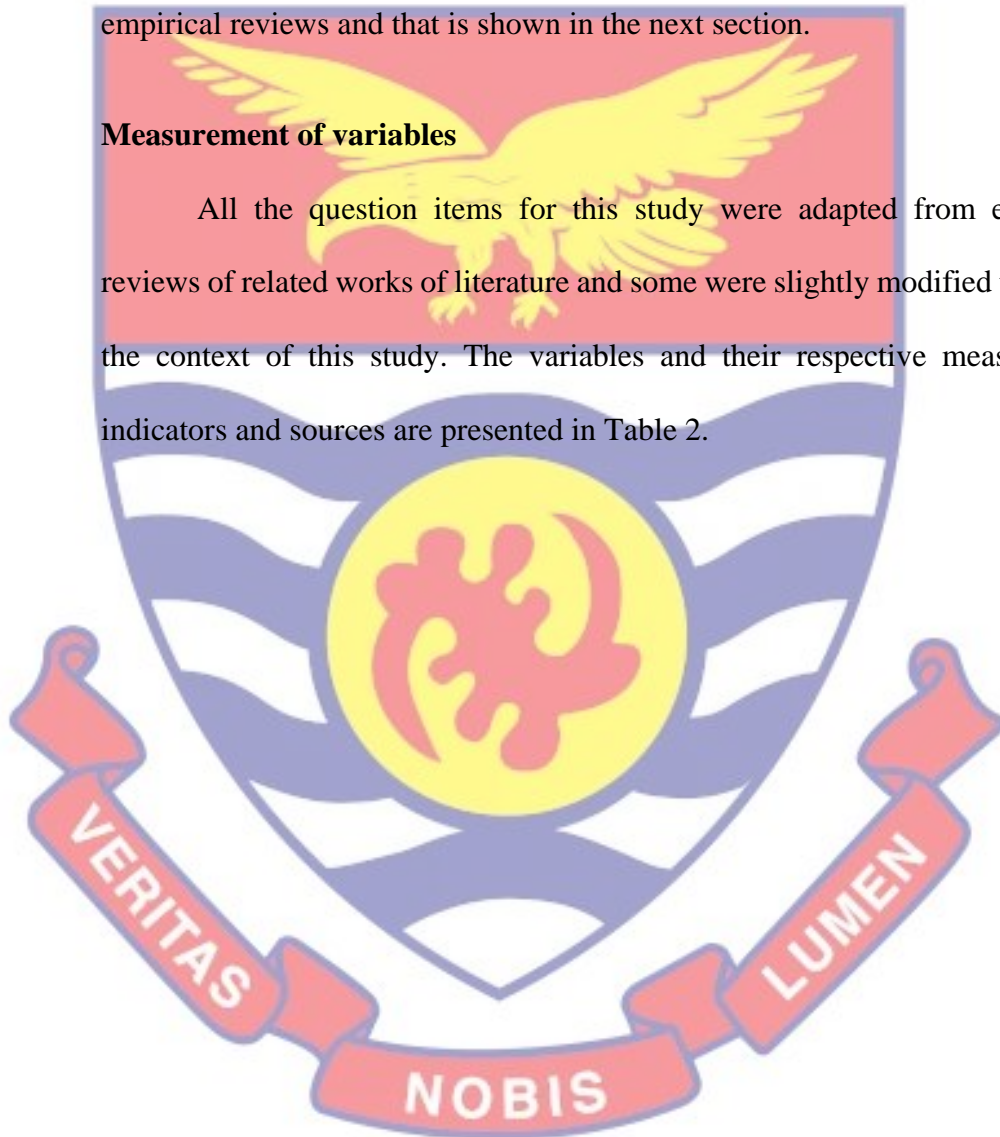 empirical reviews and that is shown in the next section.
Measurement of variables
All the question items for this study were adapted from
reviews of related works of literature and some were slightly modified
the context of this study. The variables and their respective
indicators and sources are presented in Table 2.
VERITAS
NOBIS
LUMEN